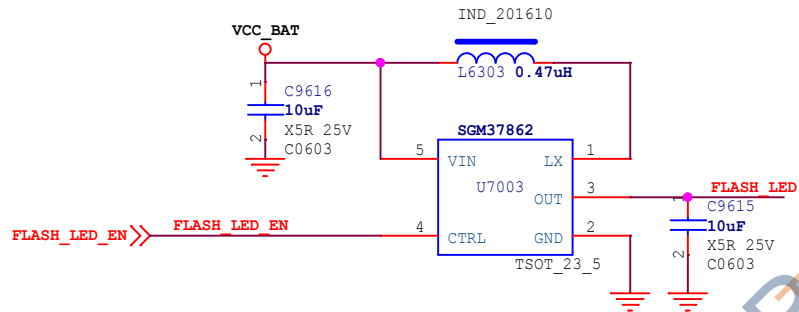 IND_201610
VCC_BAT
L6303 0.47uH
1
C9616
10uF
X5R 25V
C0603
2
SGM37862
5 VIN LX 1
U7003
OUT 3
FLASH_LED
1
C9615
10uF
X5R 25V
C0603
2
FLASH_LED_EN FLASH_LED_EN 4 CTRL GND 2
TSOT_23_5